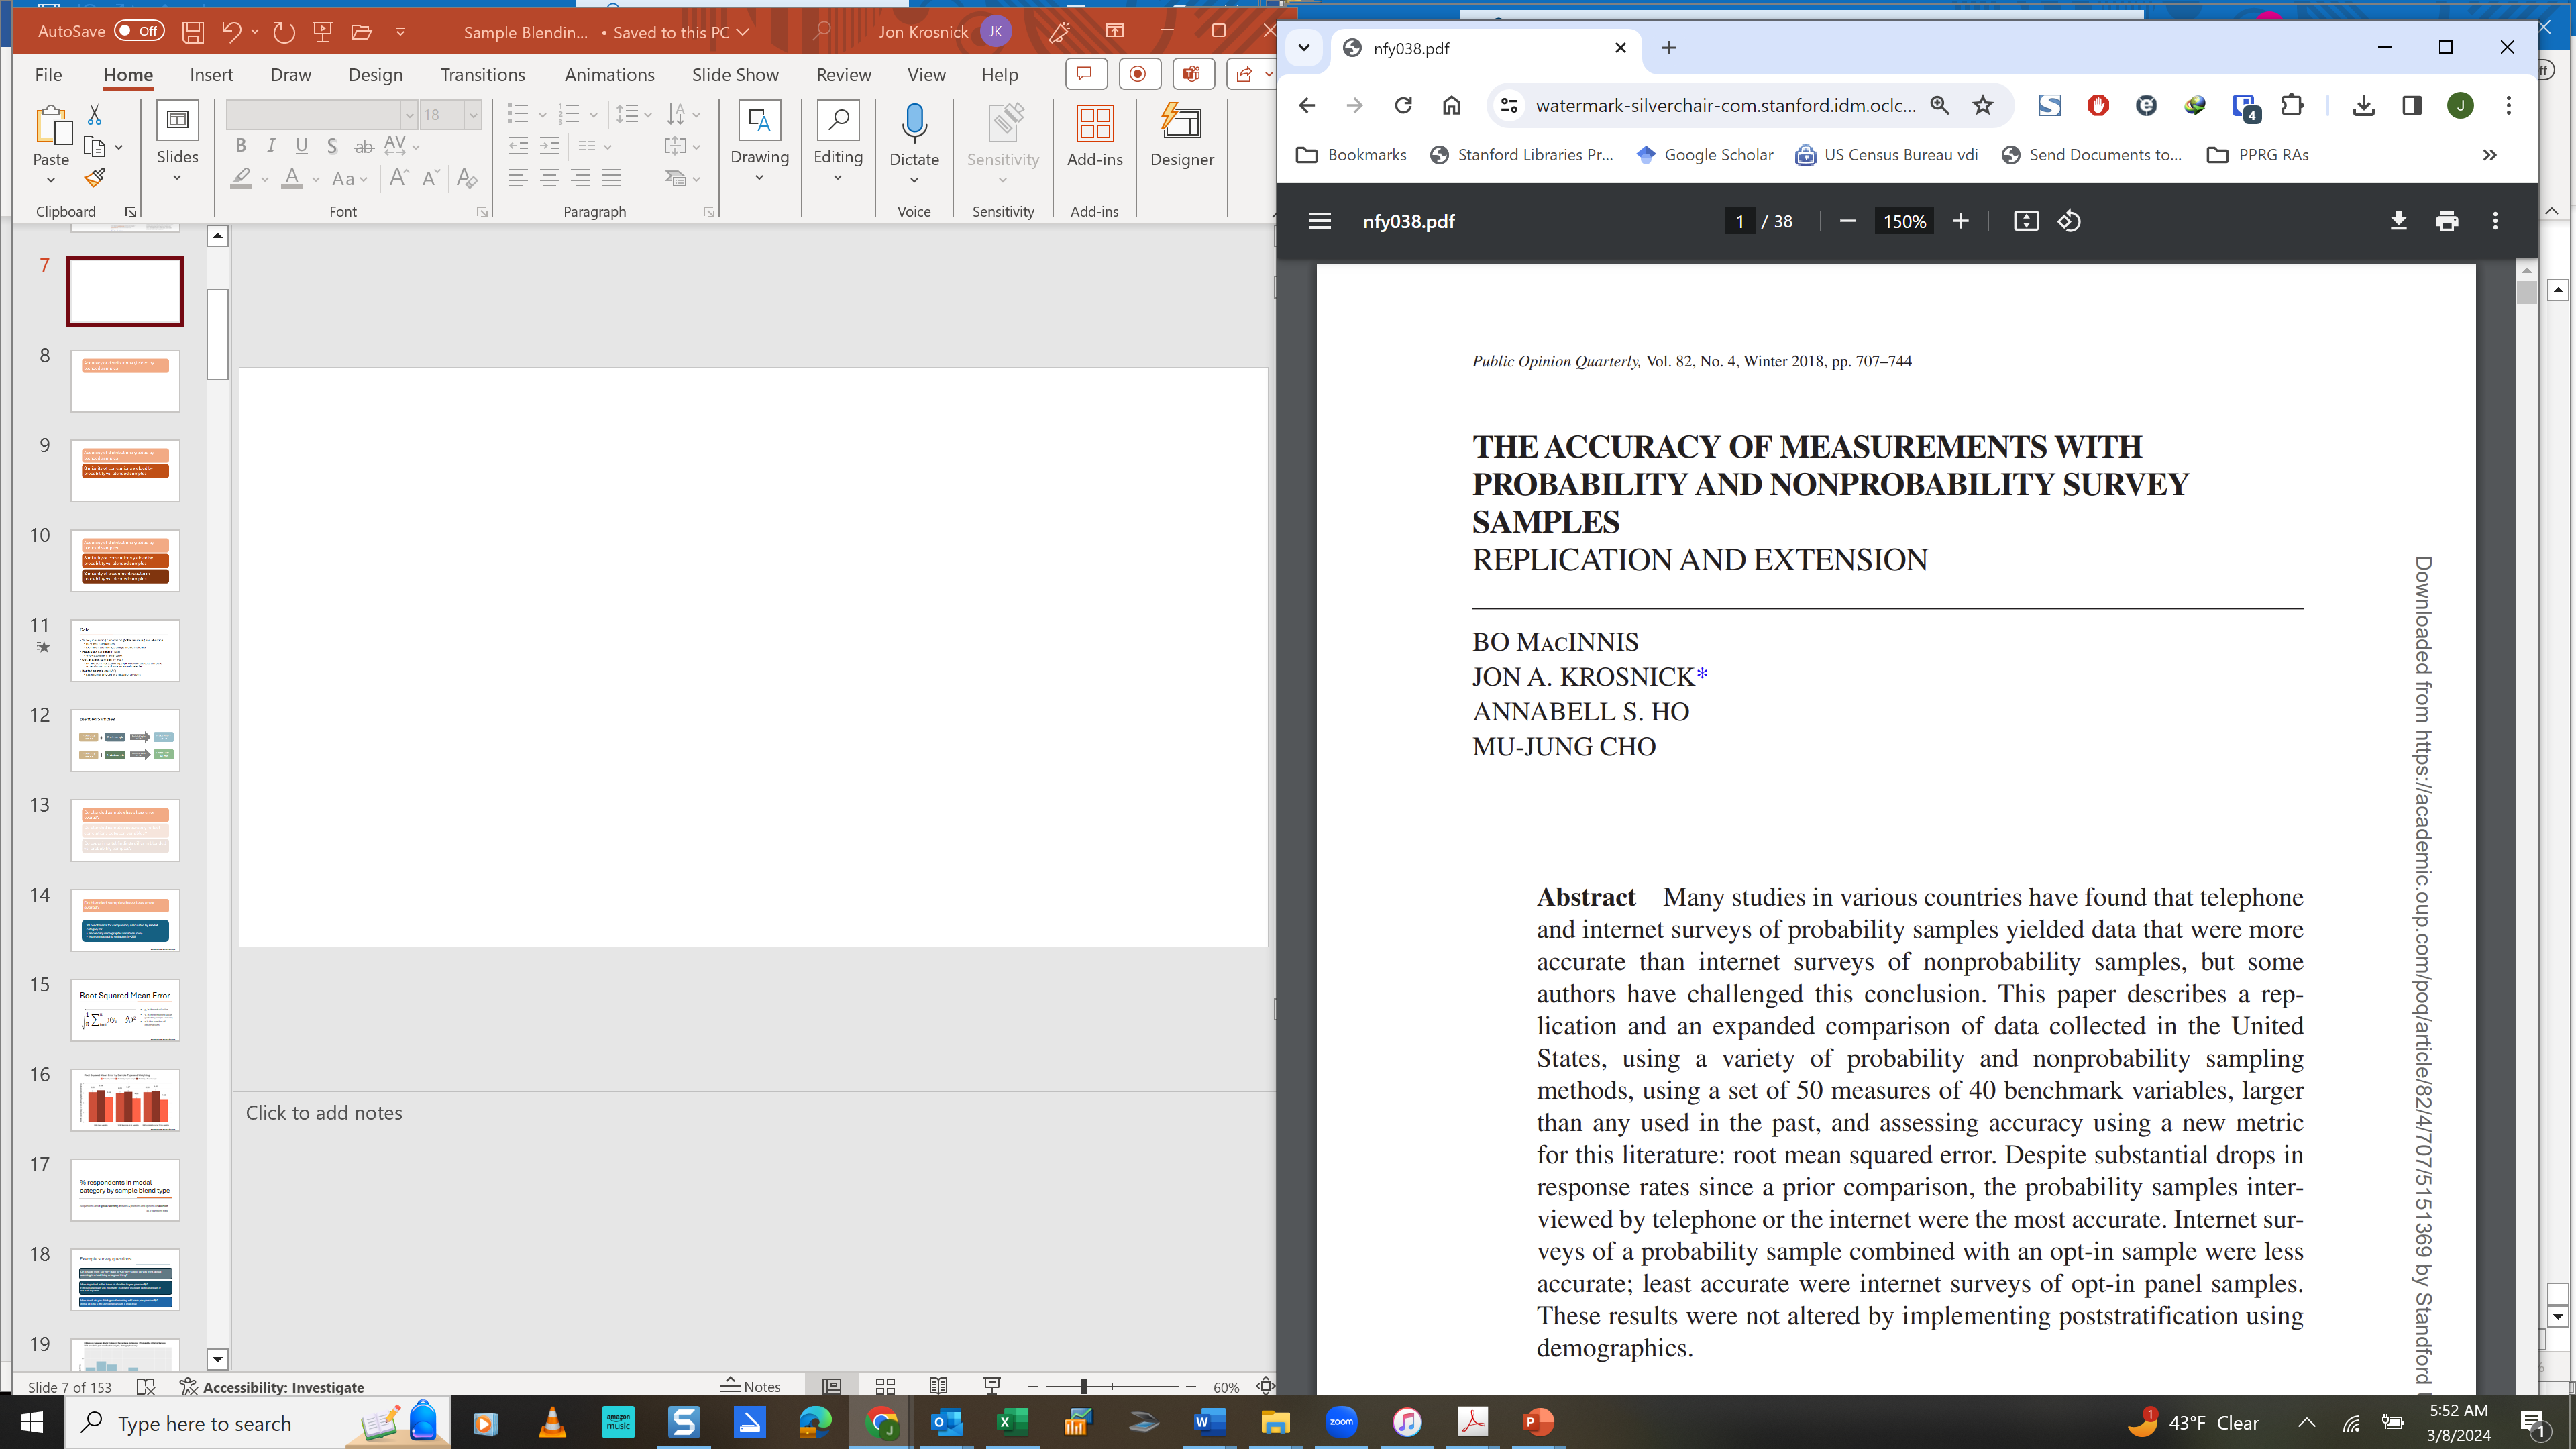 AutoSave Off
Sample Blendin... • Saved to this PC
Jon Krosnick JK
File Home Insert Draw Design Transitions Animations Slide Show Review View Help
Paste
Slides
18
Drawing
Editing
Dictate
Sensitivity
Add-ins
Designer
Clipboard
Font
Paragraph
Voice
Sensitivity
Add-ins
7
8
9
10
11
12
13
14
15
Root Squared Mean Error
16
17
% respondents in modal
category by sample blend type
18
Example survey questions
19
Click to add notes
Slide 7 of 153
Accessibility: Investigate
Notes
60%
nfy038.pdf
watermark-silverchair-com.stanford.idm.oclc...
4
J
Bookmarks
Stanford Libraries Pr...
Google Scholar
US Census Bureau vdi
Send Documents to...
PPRG RAs
nfy038.pdf
1 / 38
150%
Public Opinion Quarterly, Vol. 82, No. 4, Winter 2018, pp. 707–744
THE ACCURACY OF MEASUREMENTS WITH
PROBABILITY AND NONPROBABILITY SURVEY
SAMPLES
REPLICATION AND EXTENSION
BO MACINNIS
JON A. KROSNICK*
ANNABELL S. HO
MU-JUNG CHO
Abstract Many studies in various countries have found that telephone
and internet surveys of probability samples yielded data that were more
accurate than internet surveys of nonprobability samples, but some
authors have challenged this conclusion. This paper describes a rep-
lication and an expanded comparison of data collected in the United
States, using a variety of probability and nonprobability sampling
methods, using a set of 50 measures of 40 benchmark variables, larger
than any used in the past, and assessing accuracy using a new metric
for this literature: root mean squared error. Despite substantial drops in
response rates since a prior comparison, the probability samples inter-
viewed by telephone or the internet were the most accurate. Internet sur-
veys of a probability sample combined with an opt-in sample were less
accurate; least accurate were internet surveys of opt-in panel samples.
These results were not altered by implementing poststratification using
demographics.
Downloaded from https://academic.oup.com/poq/article/82/4/707/5151369 by Standford
Type here to search
amazon music
zoom
1
43°F Clear
5:52 AM
3/8/2024
1